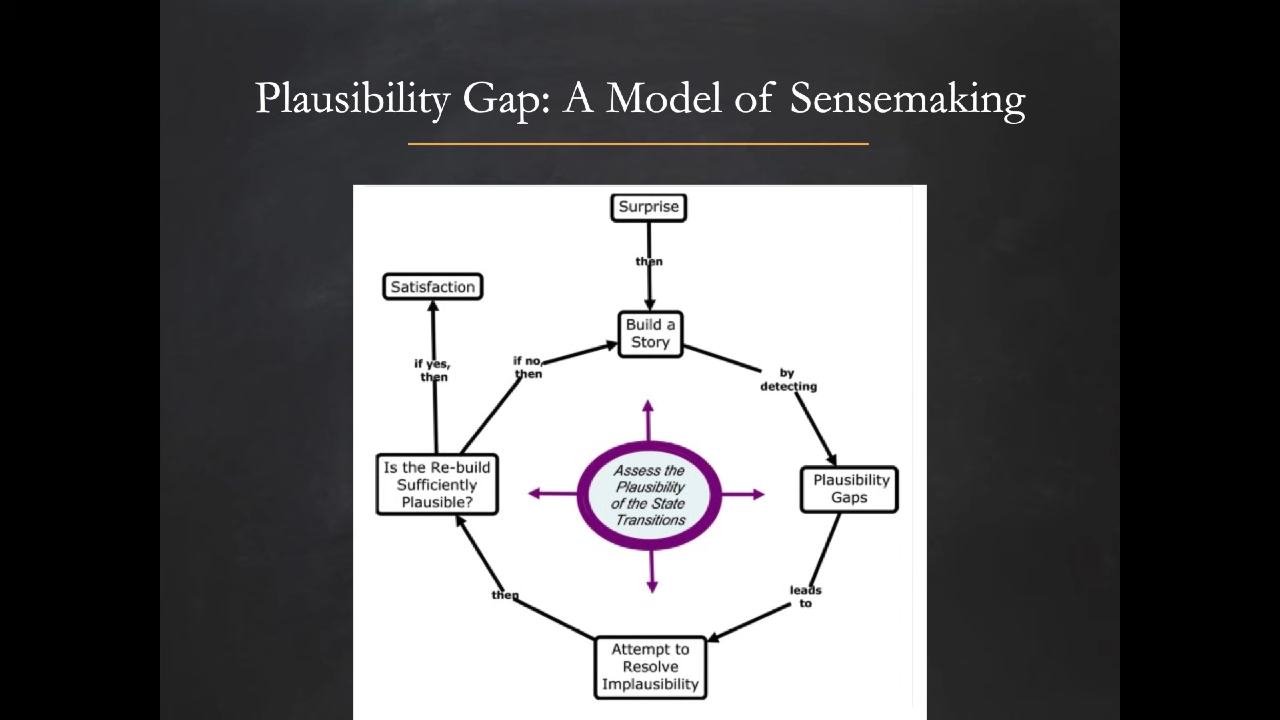 Plausibility Gap: A Model of Sensemaking
Surprise
then
Satisfaction
Build a
Story
if yes,
then
if no,
then
by
detecting
Is the Re-build
Sufficiently
Plausible?
Assess the
Plausibility
of the State
Transitions
Plausibility
Gaps
then
leads
to
Attempt to
Resolve
Implausibility